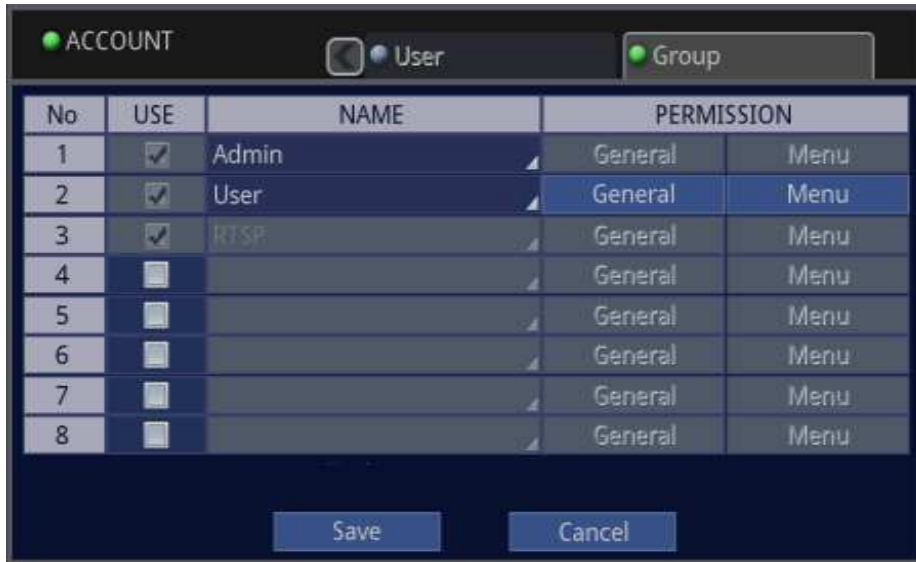 ACCOUNT User Group
No USE NAME PERMISSION
1 Admin General Menu
2 User General Menu
3 RTSP General Menu
4 General Menu
5 General Menu
6 General Menu
7 General Menu
8 General Menu
Save Cancel